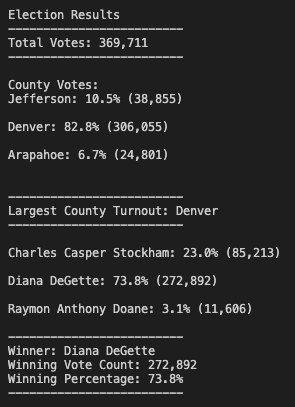 Election Results
-------------------------
Total Votes: 369,711
-------------------------
County Votes:
Jefferson: 10.5% (38,855)
Denver: 82.8% (306,055)
Arapahoe: 6.7% (24,801)
-------------------------
Largest County Turnout: Denver
-------------------------
Charles Casper Stockham: 23.0% (85,213)
Diana DeGette: 73.8% (272,892)
Raymon Anthony Doane: 3.1% (11,606)
-------------------------
Winner: Diana DeGette
Winning Vote Count: 272,892
Winning Percentage: 73.8%
-------------------------